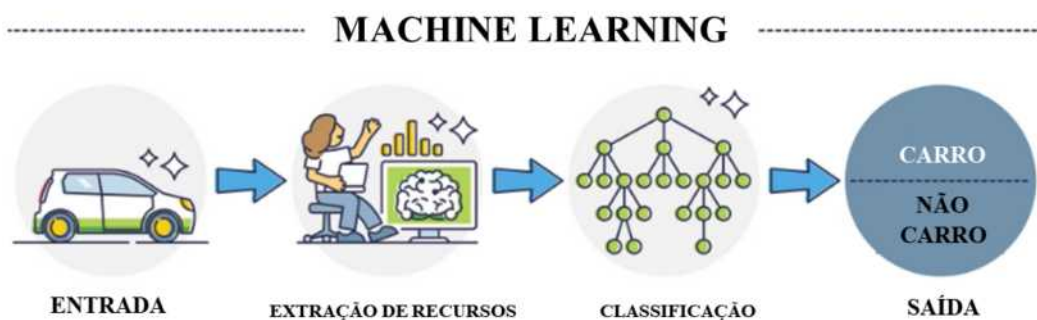 MACHINE LEARNING
CARRO
NÃO
CARRO
ENTRADA
EXTRAÇÃO DE RECURSOS
CLASSIFICAÇÃO
SAÍDA